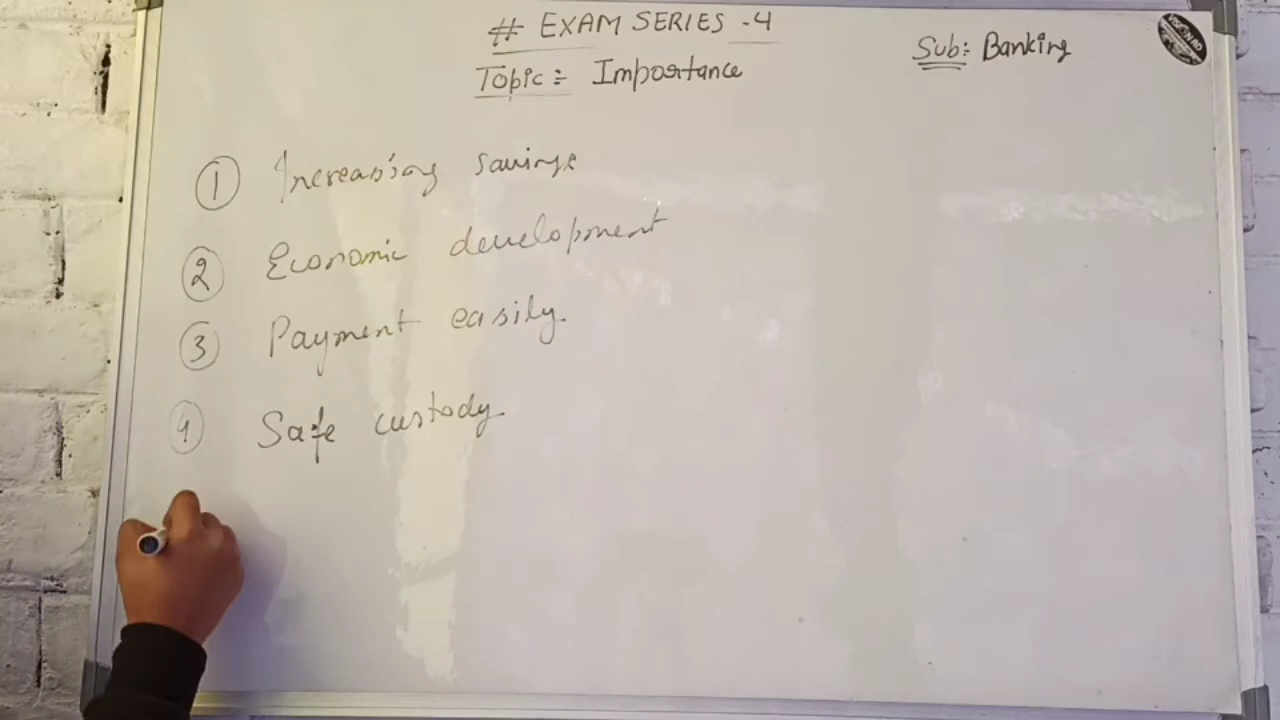 # EXAM SERIES -4
Sub:- Banking
Topic:- Importance
① Increasing savings
② Economic development
③ Payment easily.
④ Safe custody.